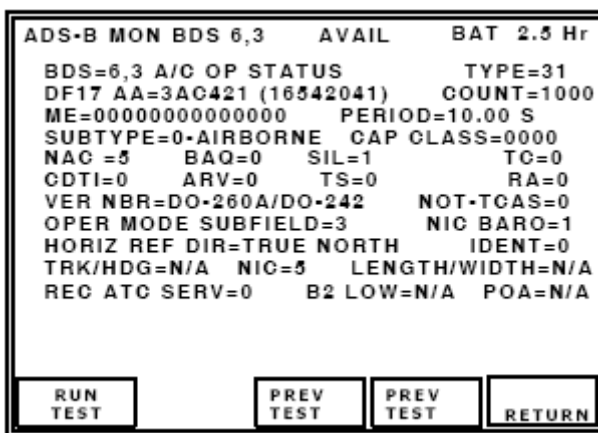 ADS-B MON BDS 6,3 AVAIL BAT 2.5 Hr
BDS=6,3 A/C OP STATUS TYPE=31
DF17 AA=3AC421 (16542041) COUNT=1000
ME=00000000000000 PERIOD=10.00 S
SUBTYPE=0-AIRBORNE CAP CLASS=0000
NAC =5 BAQ=0 SIL=1 TC=0
CDTI=0 ARV=0 TS=0 RA=0
VER NBR=DO-260A/DO-242 NOT-TCAS=0
OPER MODE SUBFIELD=3 NIC BARO=1
HORIZ REF DIR=TRUE NORTH IDENT=0
TRK/HDG=N/A NIC=5 LENGTH/WIDTH=N/A
REC ATC SERV=0 B2 LOW=N/A POA=N/A
RUN TEST
PREV TEST
PREV TEST
RETURN